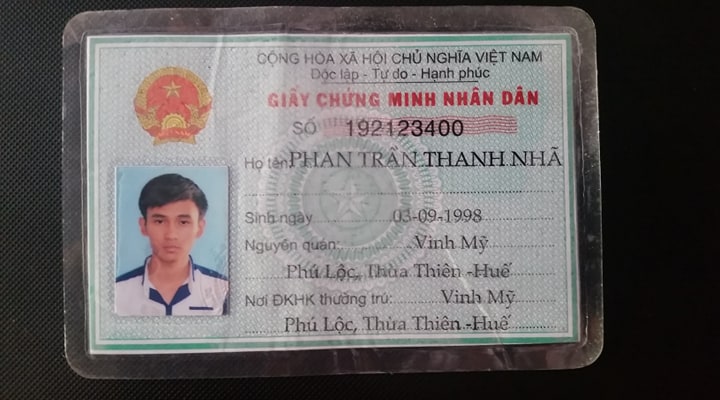 CỘNG HÒA XÃ HỘI CHỦ NGHĨA VIỆT NAM
Độc lập - Tự do - Hạnh phúc
GIẤY CHỨNG MINH NHÂN DÂN
SỐ 192123400
Họ tên: PHAN TRẦN THANH NHÃ
Sinh ngày 03-09-1998
Nguyên quán: Vinh Mỹ
Phú Lộc, Thừa Thiên -Huế
Nơi ĐKHK thường trú: Vinh Mỹ
Phú Lộc, Thừa Thiên -Huế